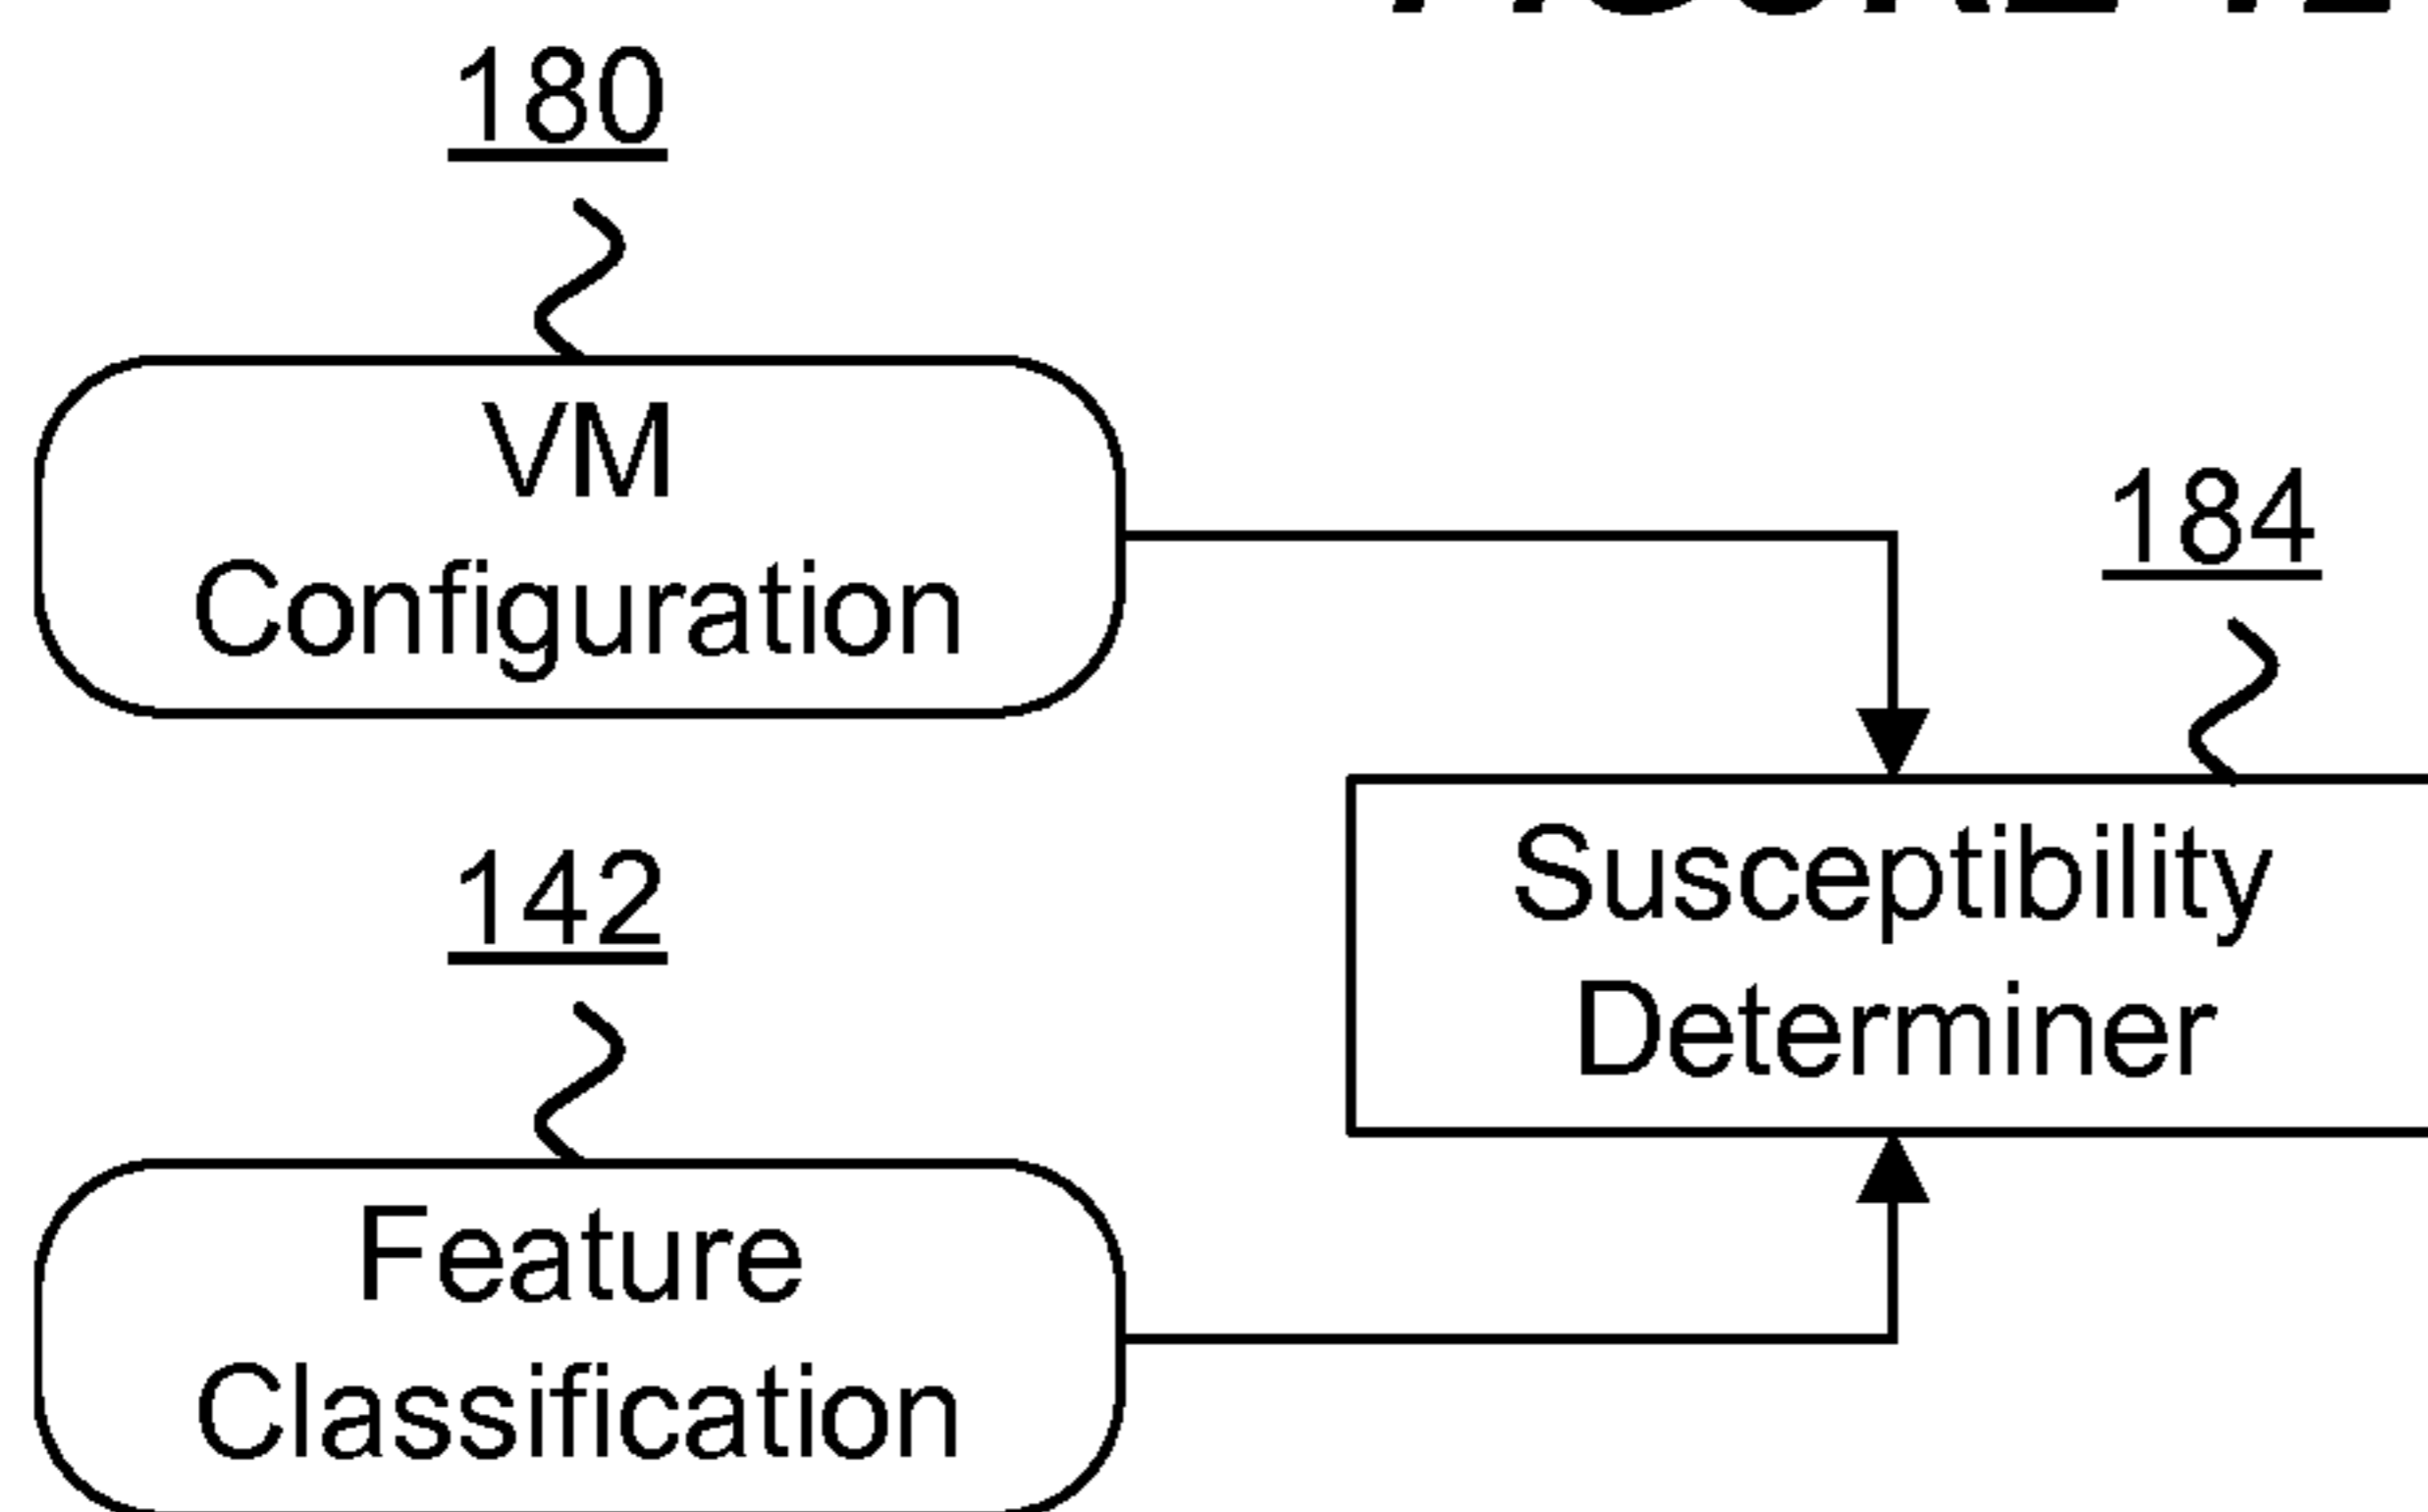 180
VM
Configuration
184
Susceptibility
Determiner
142
Feature
Classification